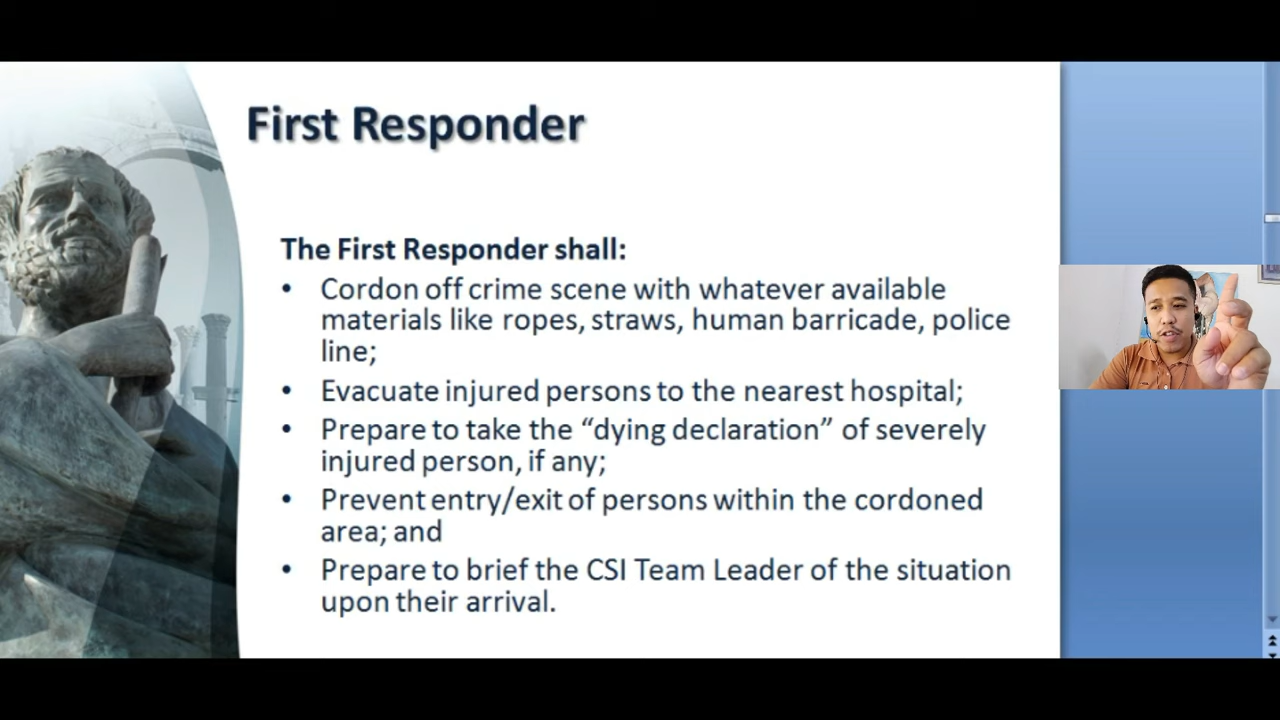 First Responder
The First Responder shall:
• Cordon off crime scene with whatever available
materials like ropes, straws, human barricade, police
line;
• Evacuate injured persons to the nearest hospital;
• Prepare to take the “dying declaration” of severely
injured person, if any;
• Prevent entry/exit of persons within the cordoned
area; and
• Prepare to brief the CSI Team Leader of the situation
upon their arrival.